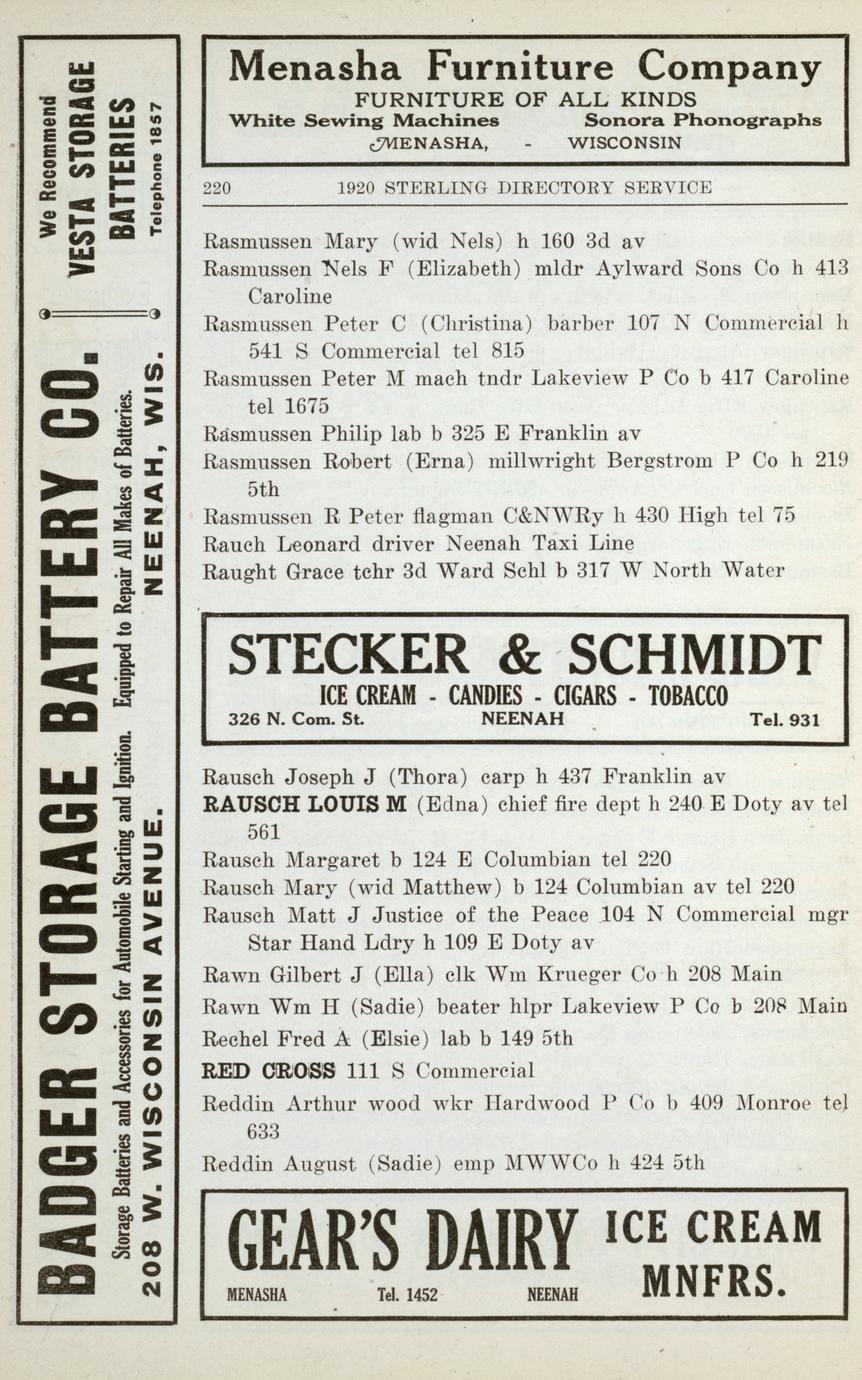 Menasha Furniture Company
FURNITURE OF ALL KINDS
White Sewing Machines Sonora Phonographs
MENASHA, - WISCONSIN
220 1920 STERLING DIRECTORY SERVICE
Rasmussen Mary (wid Nels) h 160 3d av
Rasmussen Nels F (Elizabeth) mldr Aylward Sons Co h 413
Caroline
Rasmussen Peter C (Christina) barber 107 N Commercial h
541 S Commercial tel 815
Rasmussen Peter M mach tndr Lakeview P Co b 417 Caroline
tel 1675
Rasmussen Philip lab b 325 E Franklin av
Rasmussen Robert (Erna) millwright Bergstrom P Co h 219
5th
Rasmussen R Peter flagman C&NWRy h 430 High tel 75
Rauch Leonard driver Neenah Taxi Line
Raught Grace tchr 3d Ward Schl b 317 W North Water
STECKER & SCHMIDT
ICE CREAM - CANDIES - CIGARS - TOBACCO
326 N. Com. St. NEENAH Tel. 931
Rausch Joseph J (Thora) carp h 437 Franklin av
RAUSCH LOUIS M (Edna) chief fire dept h 240 E Doty av tel
561
Rausch Margaret b 124 E Columbian tel 220
Rausch Mary (wid Matthew) b 124 Columbian av tel 220
Rausch Matt J Justice of the Peace 104 N Commercial mgr
Star Hand Ldry h 109 E Doty av
Rawn Gilbert J (Ella) clk Wm Krueger Co h 208 Main
Rawn Wm H (Sadie) beater hlpr Lakeview P Co b 208 Main
Rechel Fred A (Elsie) lab b 149 5th
RED CROSS 111 S Commercial
Reddin Arthur wood wkr Hardwood P Co b 409 Monroe tel
633
Reddin August (Sadie) emp MWWCo h 424 5th
GEAR'S DAIRY ICE CREAM
MNFRS.
MENASHA Tel. 1452 NEENAH
BADGER STORAGE BATTERY CO.
Storage Batteries and Accessories for Automobile Starting and Ignition. Equipped to Repair All Makes of Batteries.
208 W. WISCONSIN AVENUE. NEENAH, WIS.
We Recommend
VESTA STORAGE
BATTERIES
Telephone 1857